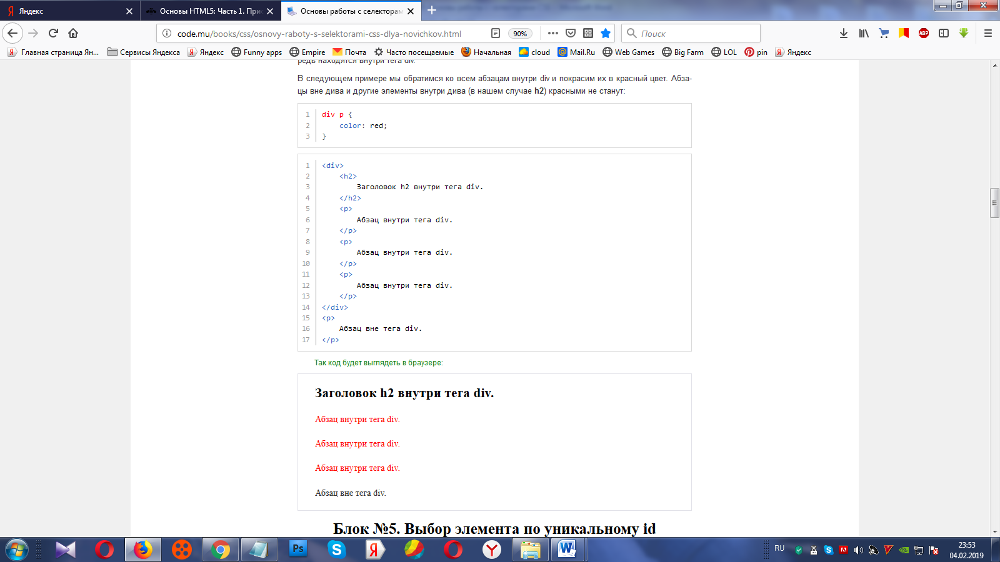 Яндекс
Основы HTML5: Часть 1. При
Основы работы с селекторам
code.mu/books/css/osnovy-raboty-s-selektorami-css-dlya-novichkov.html
90%
Поиск
ABP
Главная страница Ян...
Сервисы Яндекса
Яндекс
Funny apps
Empire
Почта
Часто посещаемые
Начальная
cloud
Mail.Ru
Web Games
Big Farm
LOL
pin
Яндекс
редь находятся внутри тега div.
В следующем примере мы обратимся ко всем абзацам внутри div и покрасим их в красный цвет. Абза-
цы вне дива и другие элементы внутри дива (в нашем случае h2) красными не станут:
1 div p {
2 color: red;
3 }
1 <div>
2 <h2>
3 Заголовок h2 внутри тега div.
4 </h2>
5 <p>
6 Абзац внутри тега div.
7 </p>
8 <p>
9 Абзац внутри тега div.
10 </p>
11 <p>
12 Абзац внутри тега div.
13 </p>
14 </div>
15 <p>
16 Абзац вне тега div.
17 </p>
Так код будет выглядеть в браузере:
Заголовок h2 внутри тега div.
Абзац внутри тега div.
Абзац внутри тега div.
Абзац внутри тега div.
Абзац вне тега div.
Блок №5. Выбор элемента по уникальному id
Ps
RU
23:53
04.02.2019